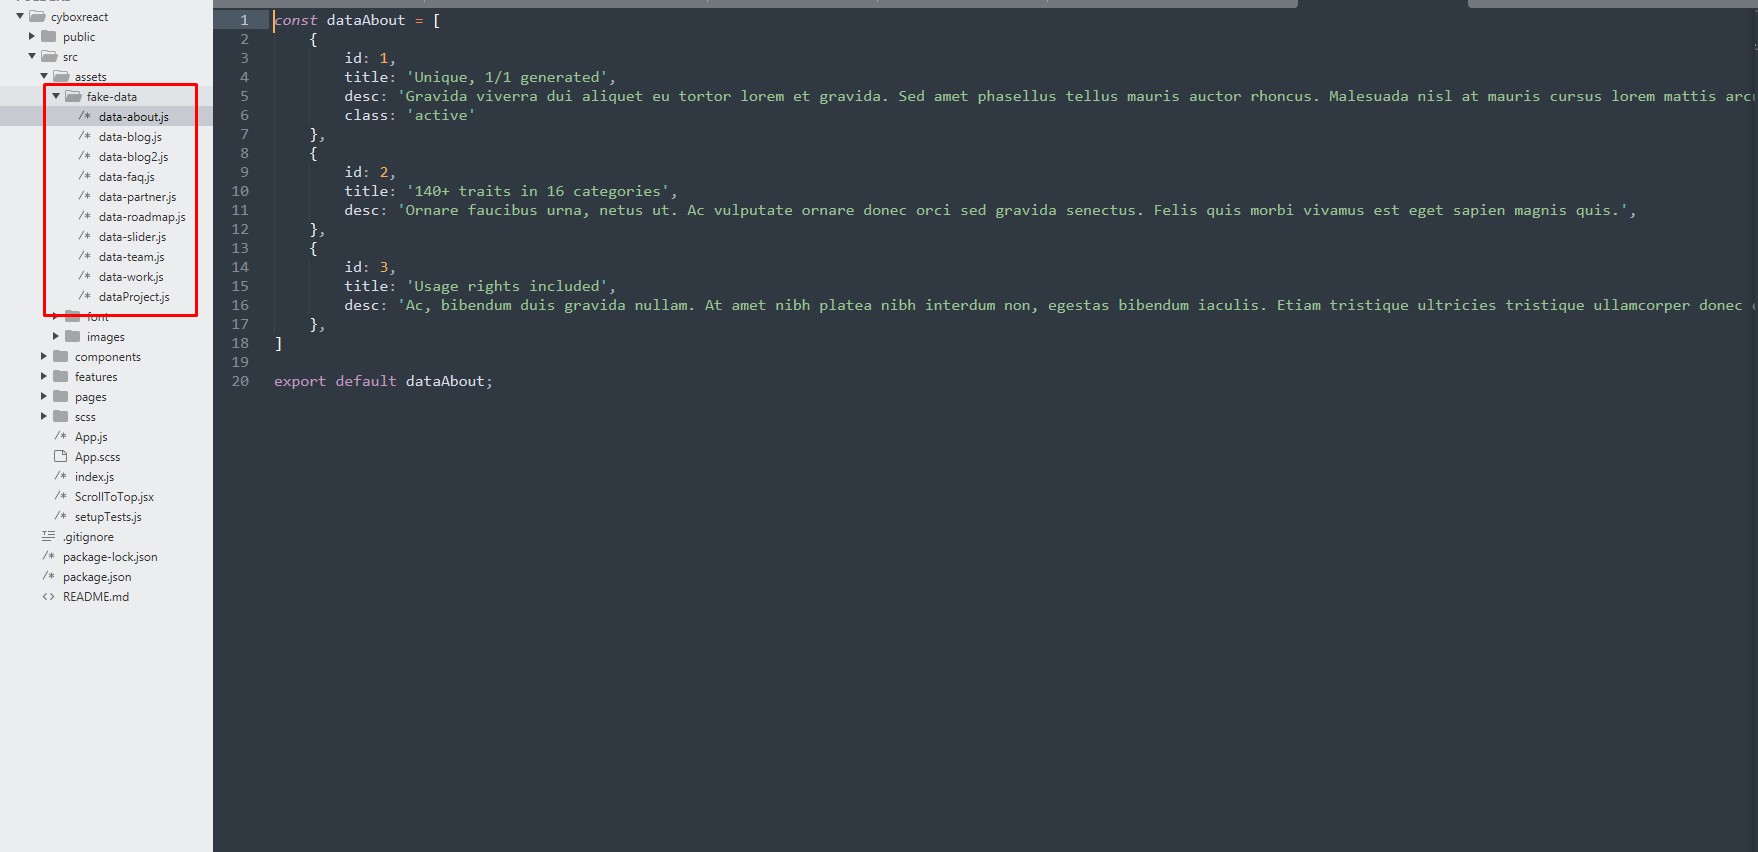 cyboxreact
public
src
assets
fake-data
/* data-about.js
/* data-blog.js
/* data-blog2.js
/* data-faq.js
/* data-partner.js
/* data-roadmap.js
/* data-slider.js
/* data-team.js
/* data-work.js
/* dataProject.js
font
images
components
features
pages
scss
/* App.js
App.scss
/* index.js
/* ScrollToTop.jsx
/* setupTests.js
.gitignore
/* package-lock.json
/* package.json
<> README.md
1 const dataAbout = [
2 {
3 id: 1,
4 title: 'Unique, 1/1 generated',
5 desc: 'Gravida viverra dui aliquet eu tortor lorem et gravida. Sed amet phasellus tellus mauris auctor rhoncus. Malesuada nisl at mauris cursus lorem mattis
6 class: 'active'
7 },
8 {
9 id: 2,
10 title: '140+ traits in 16 categories',
11 desc: 'Ornare faucibus urna, netus ut. Ac vulputate ornare donec orci sed gravida senectus. Felis quis morbi vivamus est eget sapien magnis quis.',
12 },
13 {
14 id: 3,
15 title: 'Usage rights included',
16 desc: 'Ac, bibendum duis gravida nullam. At amet nibh platea nibh interdum non, egestas bibendum iaculis. Etiam tristique ultricies tristique ullamcorper donec
17 },
18 ]
19
20 export default dataAbout;